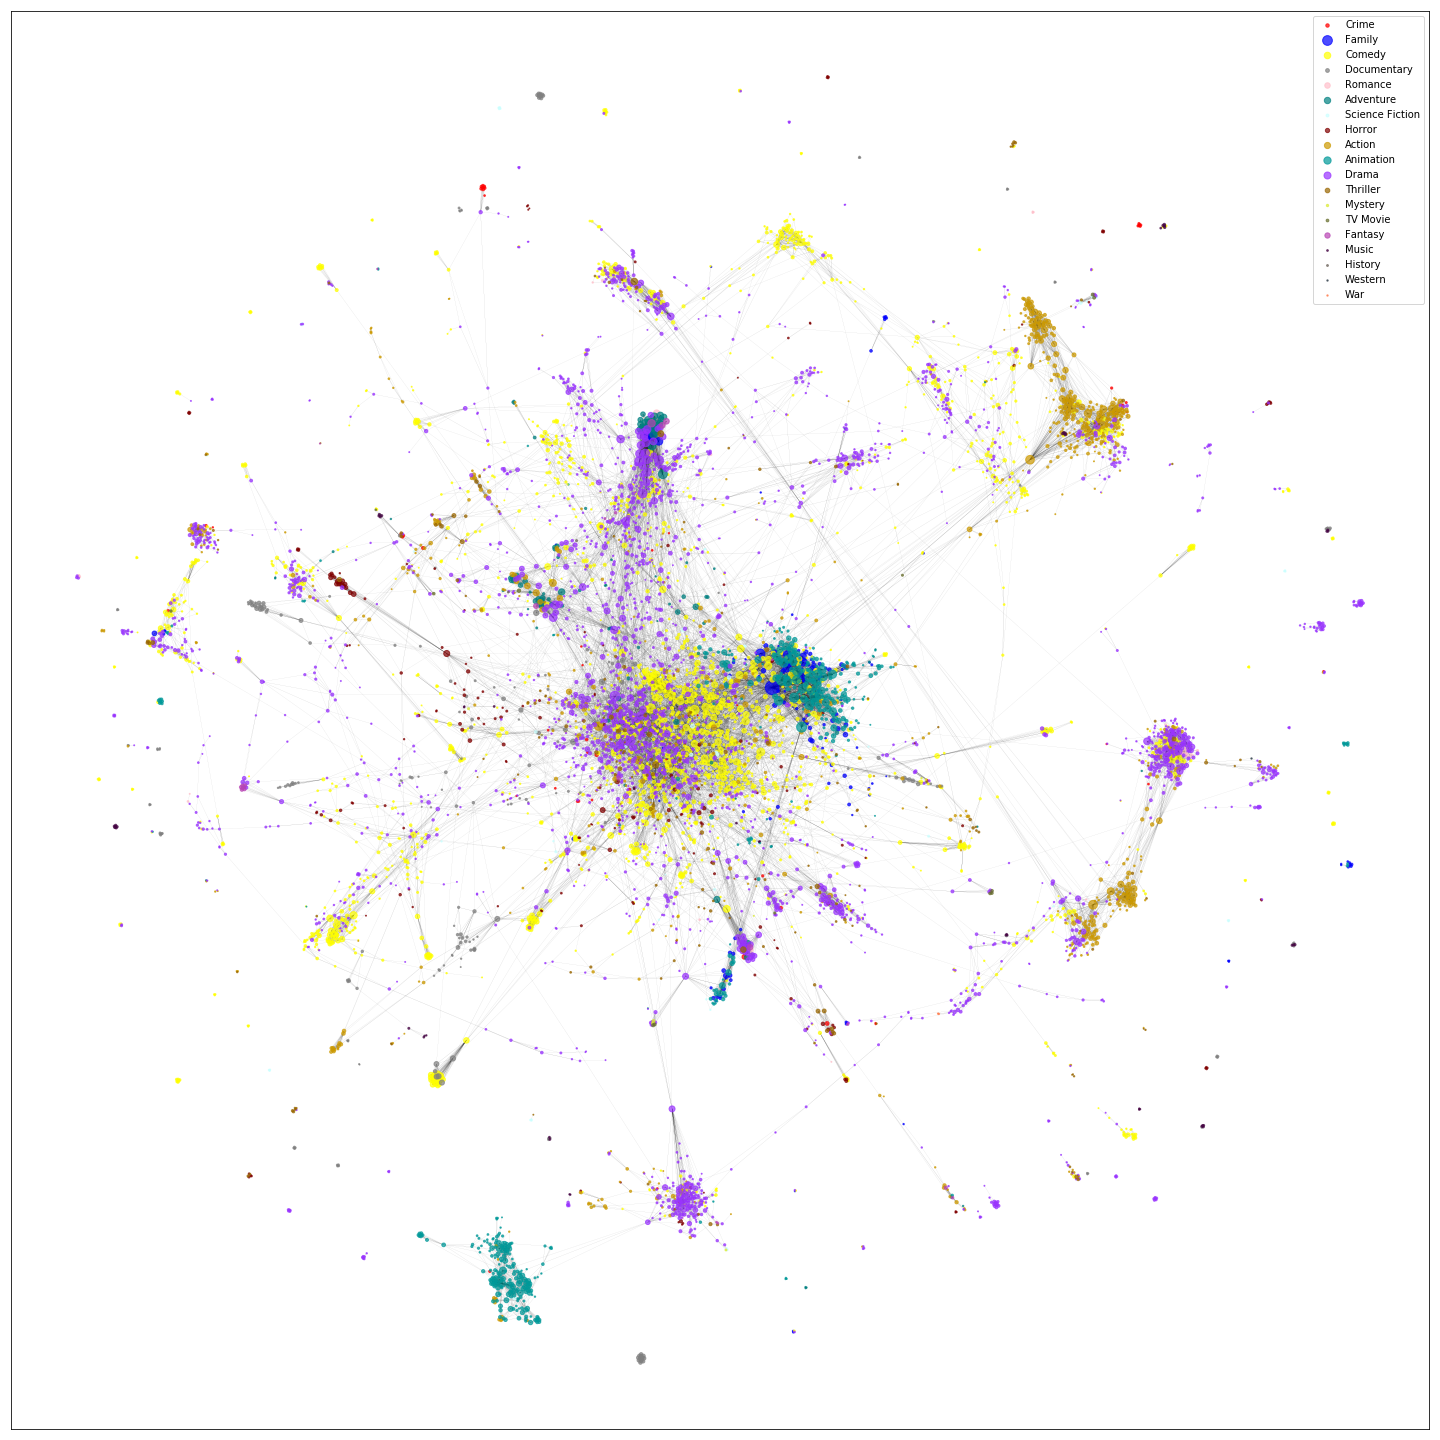 Crime
Family
Comedy
Documentary
Romance
Adventure
Science Fiction
Horror
Action
Animation
Drama
Thriller
Mystery
TV Movie
Fantasy
Music
History
Western
War